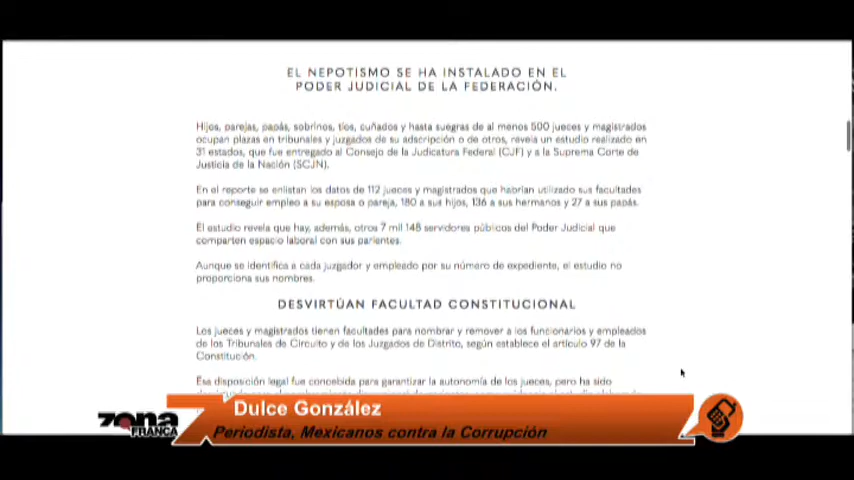 EL NEPOTISMO SE HA INSTALADO EN EL
PODER JUDICIAL DE LA FEDERACIÓN.
Hijos, parejas, papás, sobrinos, tíos, cuñados y hasta suegras de al menos 500 jueces y magistrados
ocupan plazas en tribunales y juzgados de su adscripción o de otros, revela un estudio realizado en
31 estados, que fue entregado al Consejo de la Judicatura Federal (CJF) y a la Suprema Corte de
Justicia de la Nación (SCJN).
En el reporte se enlistan los datos de 112 jueces y magistrados que habrían utilizado sus facultades
para conseguir empleo a su esposa o pareja, 180 a sus hijos, 136 a sus hermanos y 27 a sus papás.
El estudio revela que hay, además, otros 7 mil 148 servidores púbicos del Poder Judicial que
comparten espacio laboral con sus parientes.
Aunque se identifica a cada juzgador y empleado por su número de expediente, el estudio no
proporciona sus nombres.
DESVIRTÚAN FACULTAD CONSTITUCIONAL
Los jueces y magistrados tienen facultades para nombrar y remover a los funcionarios y empleados
de los Tribunales de Circuito y de los Juzgados de Distrito, según establece el artículo 97 de la
Constitución.
Esa disposición legal fue concebida para garantizar la autonomía de los jueces, pero ha sido
Dulce González
Periodista, Mexicanos contra la Corrupción
zona
FRANCA